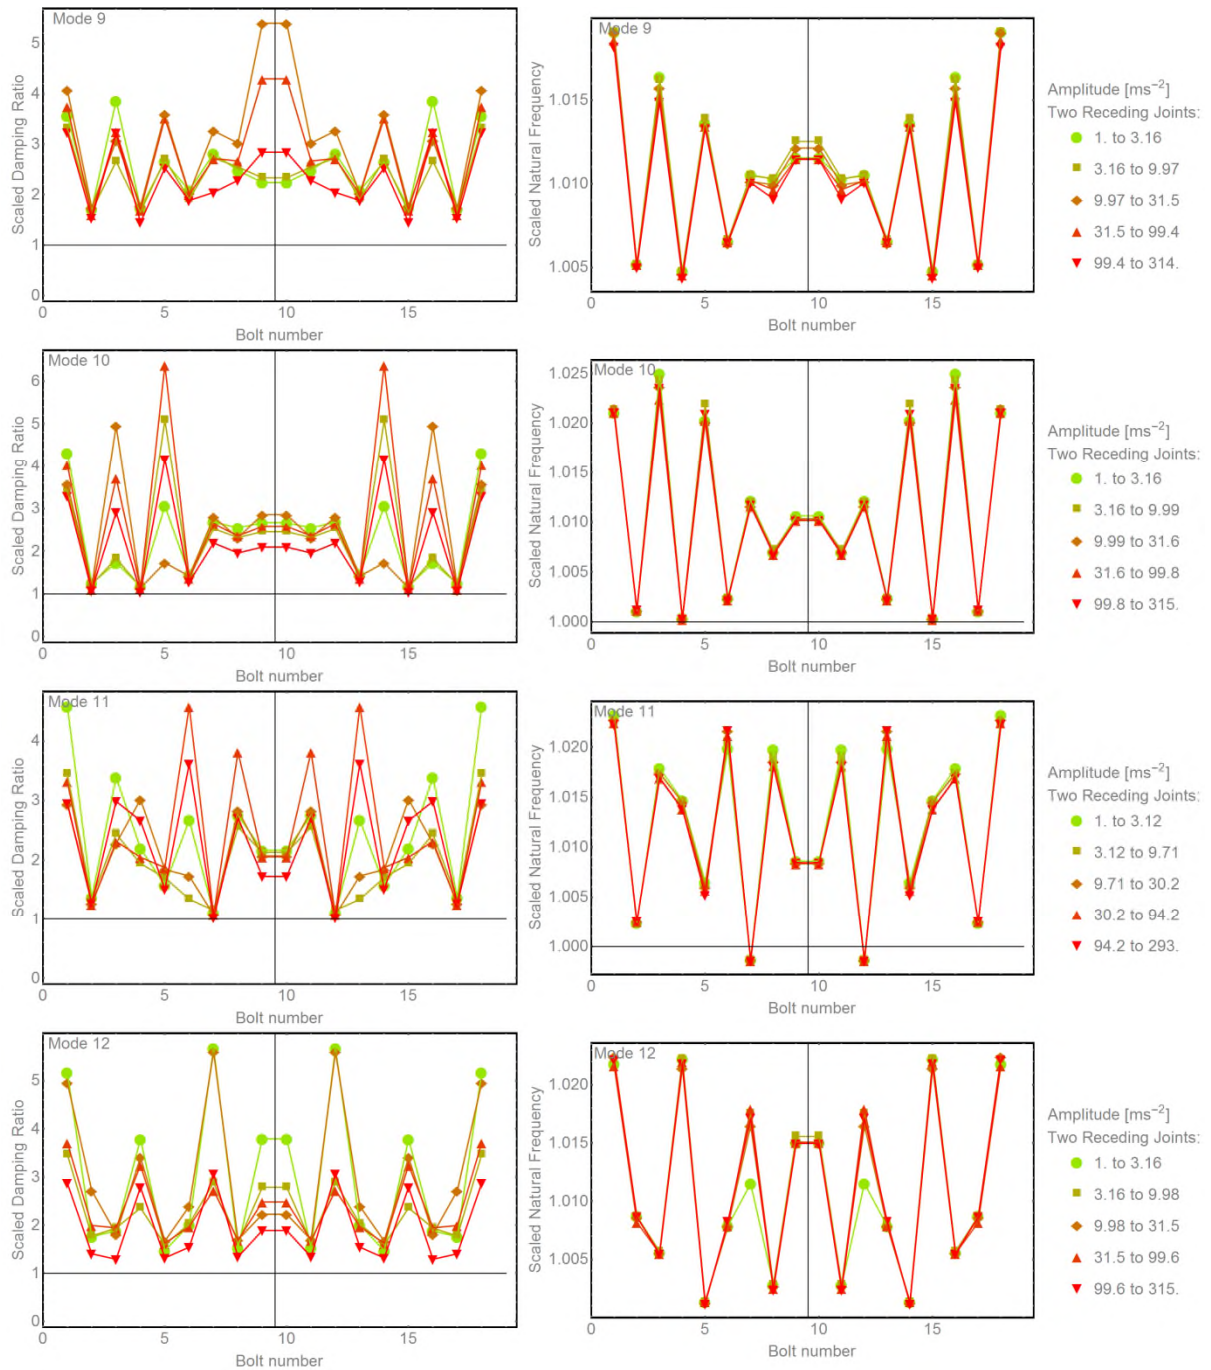 Mode 9
Scaled Damping Ratio
5
4
3
2
1
0
0
5
10
15
Bolt number
Mode 9
Scaled Natural Frequency
1.015
1.010
1.005
0
5
10
15
Bolt number
Amplitude [ms⁻²]
Two Receding Joints:
1. to 3.16
3.16 to 9.97
9.97 to 31.5
31.5 to 99.4
99.4 to 314.
Mode 10
Scaled Damping Ratio
6
5
4
3
2
1
0
0
5
10
15
Bolt number
Mode 10
Scaled Natural Frequency
1.025
1.020
1.015
1.010
1.005
1.000
0
5
10
15
Bolt number
Amplitude [ms⁻²]
Two Receding Joints:
1. to 3.16
3.16 to 9.99
9.99 to 31.6
31.6 to 99.8
99.8 to 315.
Mode 11
Scaled Damping Ratio
4
3
2
1
0
0
5
10
15
Bolt number
Mode 11
Scaled Natural Frequency
1.020
1.015
1.010
1.005
1.000
0
5
10
15
Bolt number
Amplitude [ms⁻²]
Two Receding Joints:
1. to 3.12
3.12 to 9.71
9.71 to 30.2
30.2 to 94.2
94.2 to 293.
Mode 12
Scaled Damping Ratio
5
4
3
2
1
0
0
5
10
15
Bolt number
Mode 12
Scaled Natural Frequency
1.020
1.015
1.010
1.005
0
5
10
15
Bolt number
Amplitude [ms⁻²]
Two Receding Joints:
1. to 3.16
3.16 to 9.98
9.98 to 31.5
31.5 to 99.6
99.6 to 315.